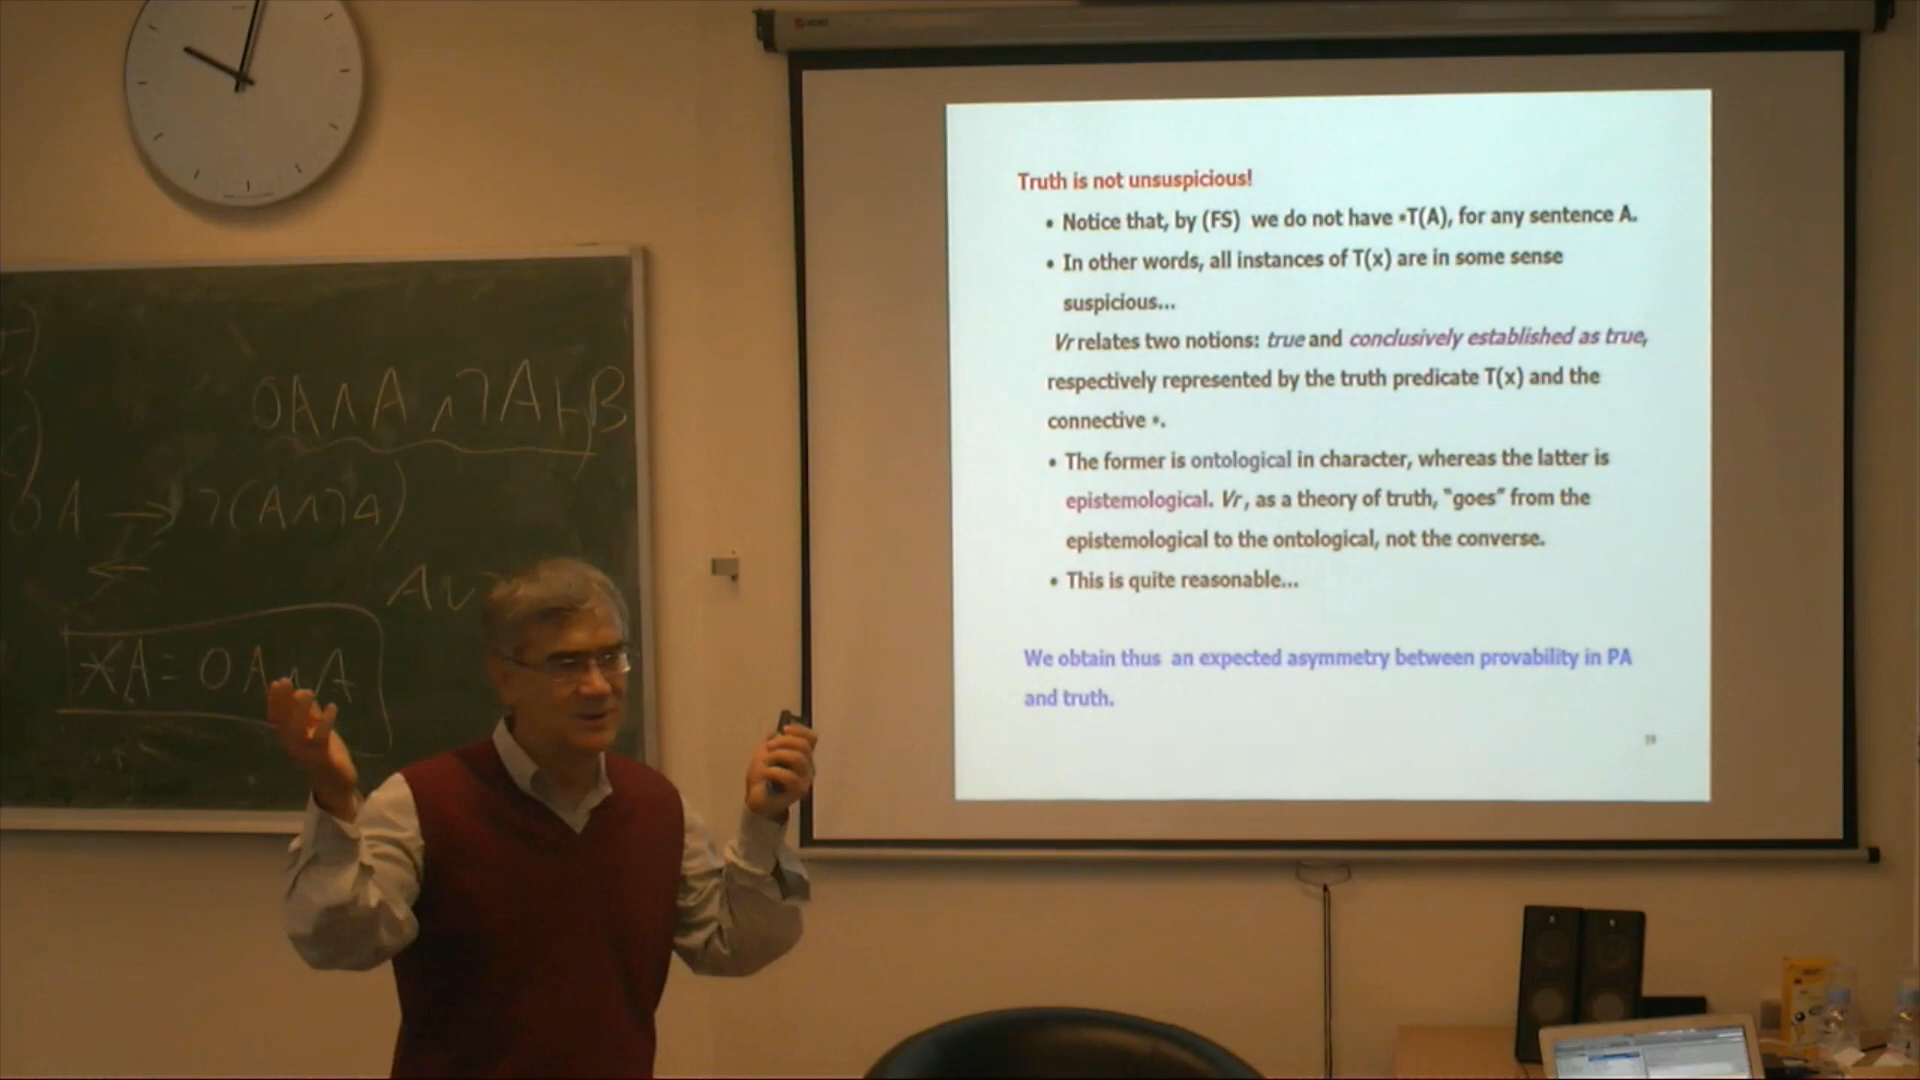 OA ∧ A ∧ ¬A ⊢ B
OA → ¬(A∧¬A)
←
A∨
*A = OA ∧ A
Truth is not unsuspicious!
• Notice that, by (FS) we do not have •T(A), for any sentence A.
• In other words, all instances of T(x) are in some sense
suspicious...
Vr relates two notions: true and conclusively established as true,
respectively represented by the truth predicate T(x) and the
connective •.
• The former is ontological in character, whereas the latter is
epistemological. Vr, as a theory of truth, "goes" from the
epistemological to the ontological, not the converse.
• This is quite reasonable...
We obtain thus an expected asymmetry between provability in PA
and truth.